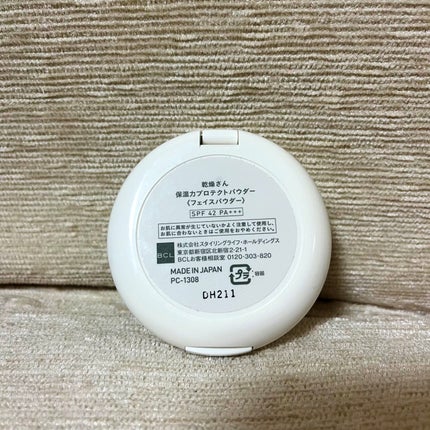 乾燥さん
保湿力プロテクトパウダー
〈フェイスパウダー〉
SPF 42 PA+++
お肌に異常が生じていないかよく注意して使用し、
お肌に合わないときはご使用をおやめください。
BCL
株式会社スタイリングライフ・ホールディングス
東京都新宿区北新宿2-21-1
BCLお客様相談室 0120-303-820
MADE IN JAPAN
PC-1308
プラ 容器
DH211